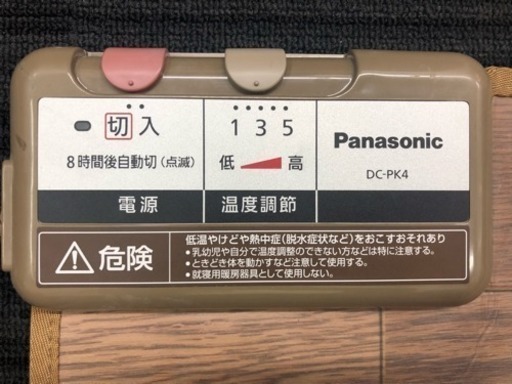 切 入
8時間後自動切(点滅)
電源
1 3 5
低 高
温度調節
Panasonic
DC-PK4
危険
低温やけどや熱中症(脱水症状など)をおこすおそれあり
•乳幼児や自分で温度調整のできない方などは特に注意する。
•ときどき体を動かすなど注意して使用する。
•就寝用暖房器具として使用しない。